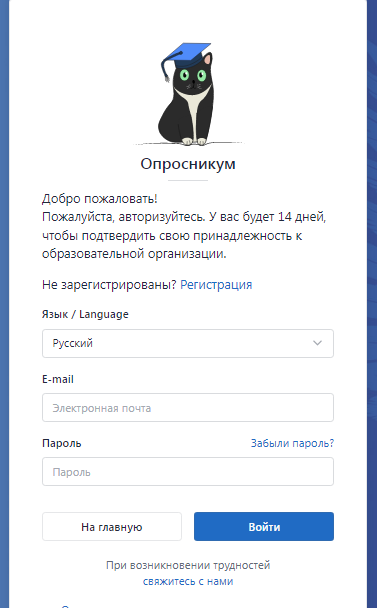 Опросникум
Добро пожаловать!
Пожалуйста, авторизуйтесь. У вас будет 14 дней,
чтобы подтвердить свою принадлежность к
образовательной организации.
Не зарегистрированы? Регистрация
Язык / Language
Русский
E-mail
Электронная почта
Пароль Забыли пароль?
Пароль
На главную Войти
При возникновении трудностей
свяжитесь с нами